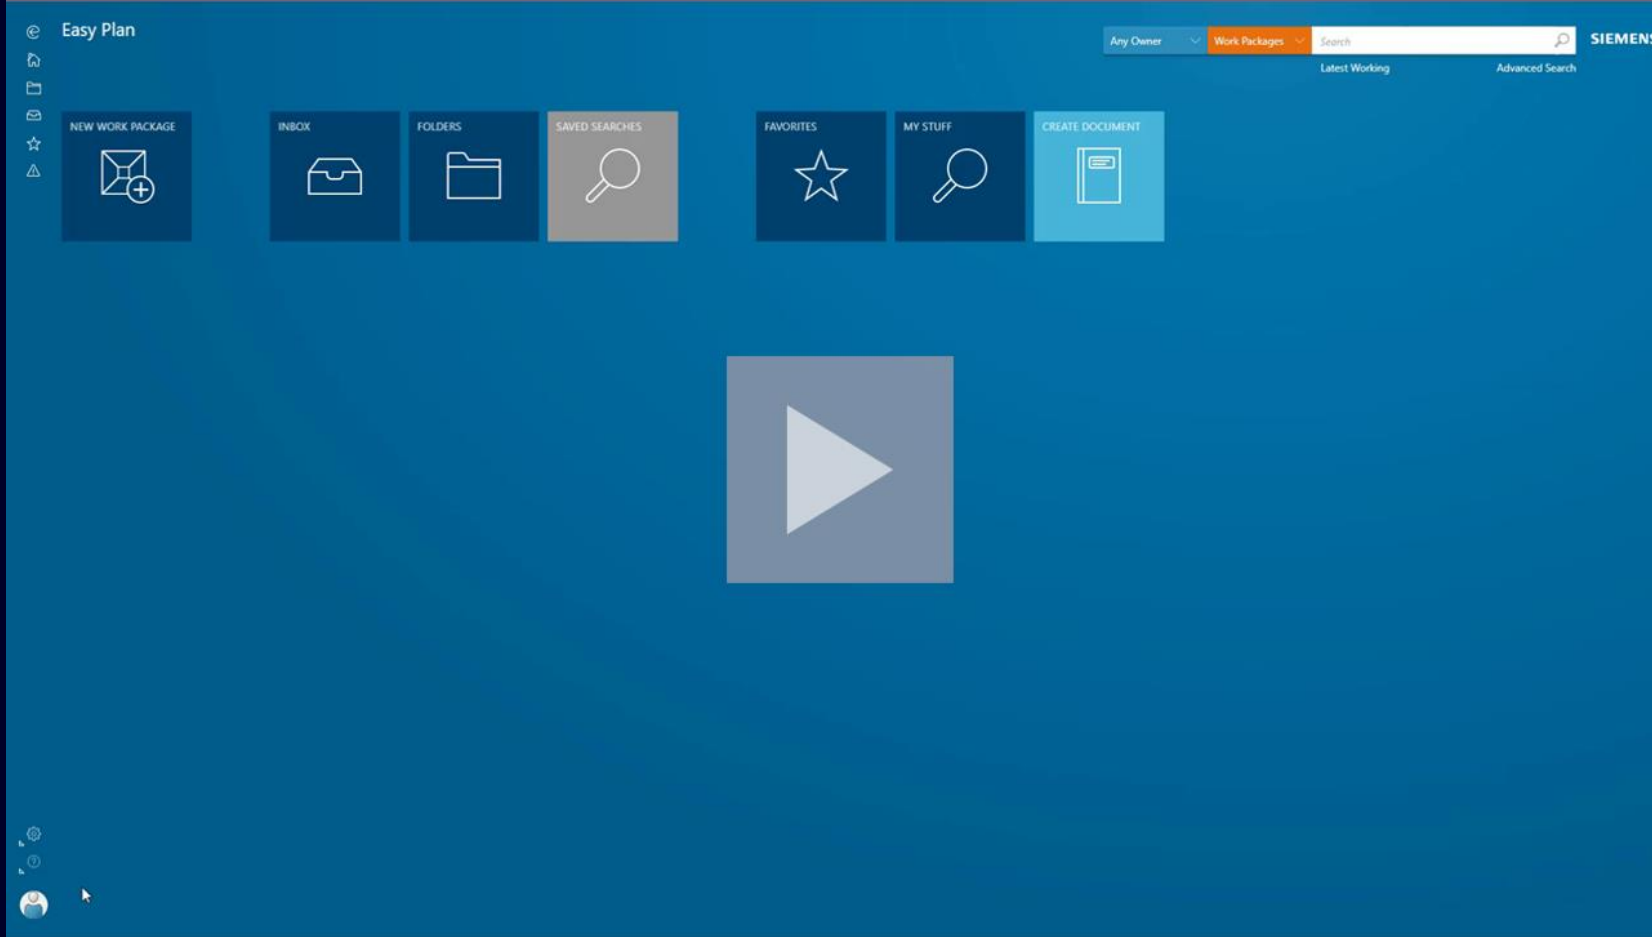 Easy Plan
Any Owner
Work Packages
Search
SIEMENS
Latest Working
Advanced Search
NEW WORK PACKAGE
INBOX
FOLDERS
SAVED SEARCHES
FAVORITES
MY STUFF
CREATE DOCUMENT